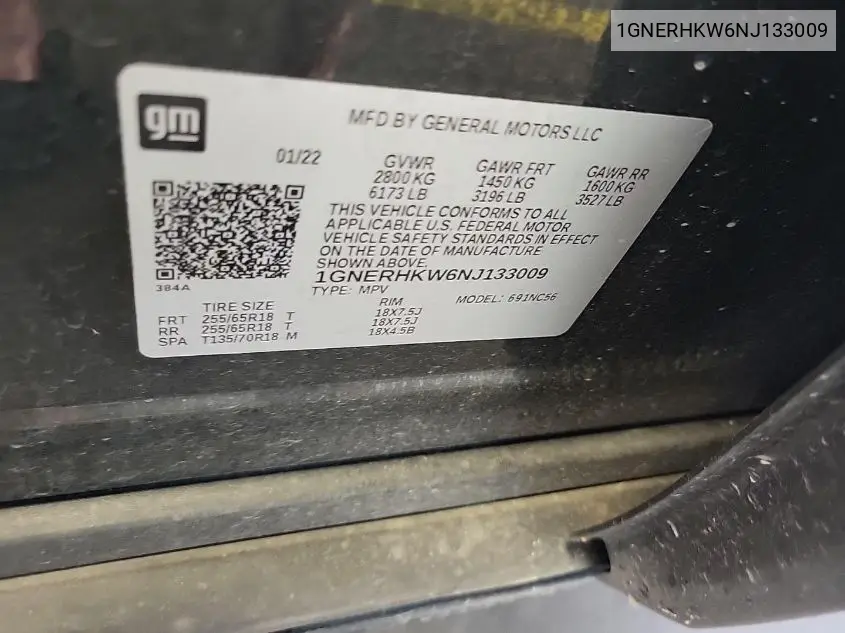 1GNERHKW6NJ133009
gm
MFD BY GENERAL MOTORS LLC
01/22 GVWR GAWR FRT GAWR RR
2800 KG 1450 KG 1600 KG
6173 LB 3196 LB 3527 LB
THIS VEHICLE CONFORMS TO ALL
APPLICABLE U.S. FEDERAL MOTOR
VEHICLE SAFETY STANDARDS IN EFFECT
ON THE DATE OF MANUFACTURE
SHOWN ABOVE.
1GNERHKW6NJ133009
384A
TYPE: MPV MODEL: 691NC56
TIRE SIZE RIM
FRT 255/65R18 T 18X7.5J
RR 255/65R18 T 18X7.5J
SPA T135/70R18 M 18X4.5B